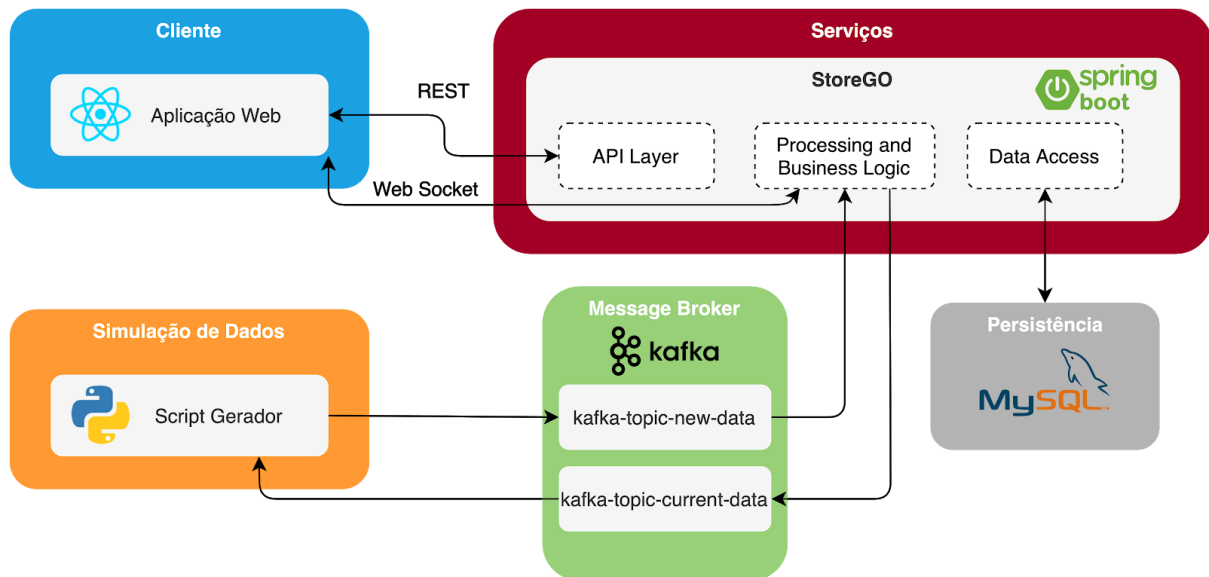 Cliente
Aplicação Web
REST
Web Socket
Serviços
StoreGO
spring
boot
API Layer
Processing and
Business Logic
Data Access
Simulação de Dados
Script Gerador
Message Broker
kafka
kafka-topic-new-data
kafka-topic-current-data
Persistência
MySQL